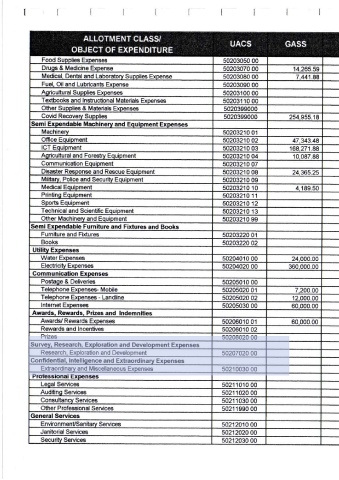 ALLOTMENT CLASS/ OBJECT OF EXPENDITURE UACS GASS
Food Supplies Expenses 50203050 00
Drugs & Medicine Expense 50203070 00 14,265.59
Medical, Dental and Laboratory Supplies Expense 50203080 00 7,441.88
Fuel, Oil and Lubricants Expense 50203090 00
Agricultural Supplies Expenses 50203100 00
Textbooks and Instructional Materials Expenses 50203110 00
Other Supplies & Materials Expenses 5020399000
Covid Recovery Supplies 5020399000 254,955.18
Semi Expendable Machinery and Equipment Expenses
Machinery 50203210 01
Office Equipment 50203210 02 47,343.48
ICT Equipment 50203210 03 168,271.88
Agricultural and Forestry Equipment 50203210 04 10,087.88
Communication Equipment 50203210 07
Disaster Response and Rescue Equipment 50203210 08 24,365.25
Military, Police and Security Equipment 50203210 09
Medical Equipment 50203210 10 4,189.50
Printing Equipment 50203210 11
Sports Equipment 50203210 12
Technical and Scientific Equipment 50203210 13
Other Machinery and Equipment 50203210 99
Semi Expendable Furniture and Fixtures and Books
Furniture and Fixtures 50203220 01
Books 50203220 02
Utility Expenses
Water Expenses 50204010 00 24,000.00
Electricity Expenses 50204020 00 360,000.00
Communication Expenses
Postage & Deliveries 50205010 00
Telephone Expenses- Mobile 50205020 01 7,200.00
Telephone Expenses - Landline 50205020 02 12,000.00
Internet Expenses 50205030 00 60,000.00
Awards, Rewards, Prizes and Indemnities
Awards/ Rewards Expenses 50206010 01 60,000.00
Rewards and Incentives 50206010 02
Prizes 50206020 00
Survey, Research, Exploration and Development Expenses
Research, Exploration and Development 50207020 00
Confidential, Intelligence and Extraordinary Expenses
Extraordinary and Miscellaneous Expenses 50210030 00
Professional Expenses
Legal Services 50211010 00
Auditing Services 50211020 00
Consultancy Services 50211030 00
Other Professional Services 50211990 00
General Services
Environment/Sanitary Services 50212010 00
Janitorial Services 50212020 00
Security Services 50212030 00